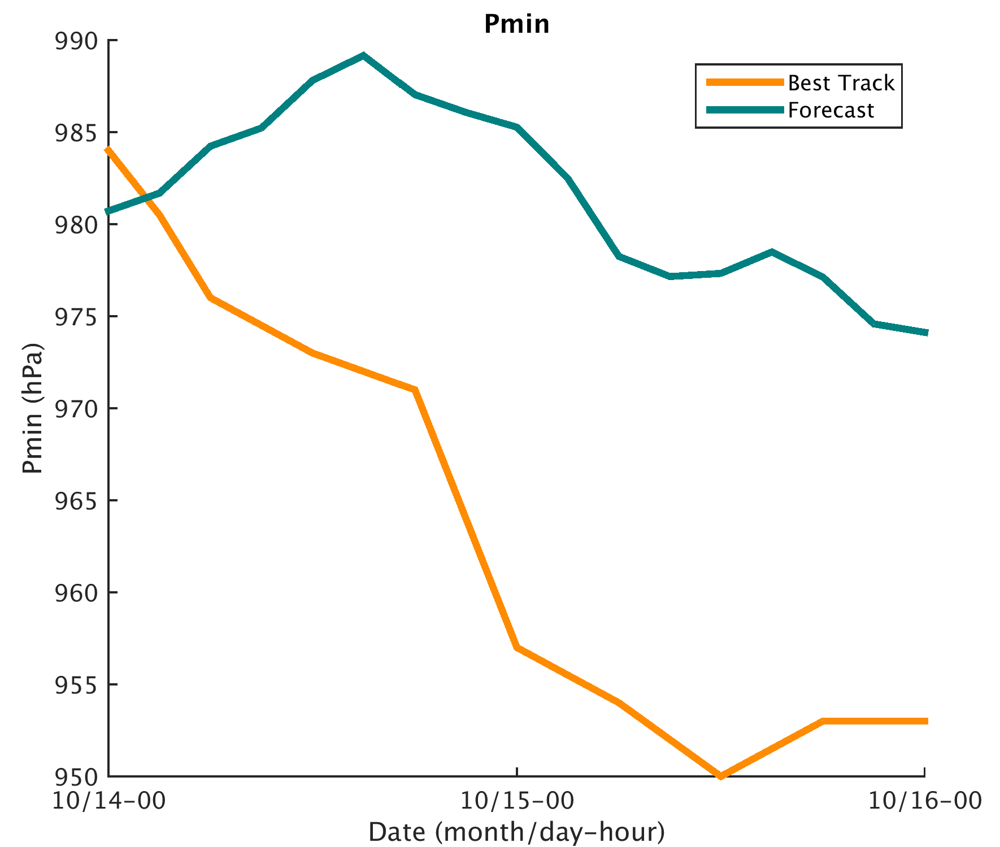 Pmin
990
985
980
975
970
965
960
955
950
Best Track
Forecast
Pmin (hPa)
10/14-00
10/15-00
10/16-00
Date (month/day-hour)